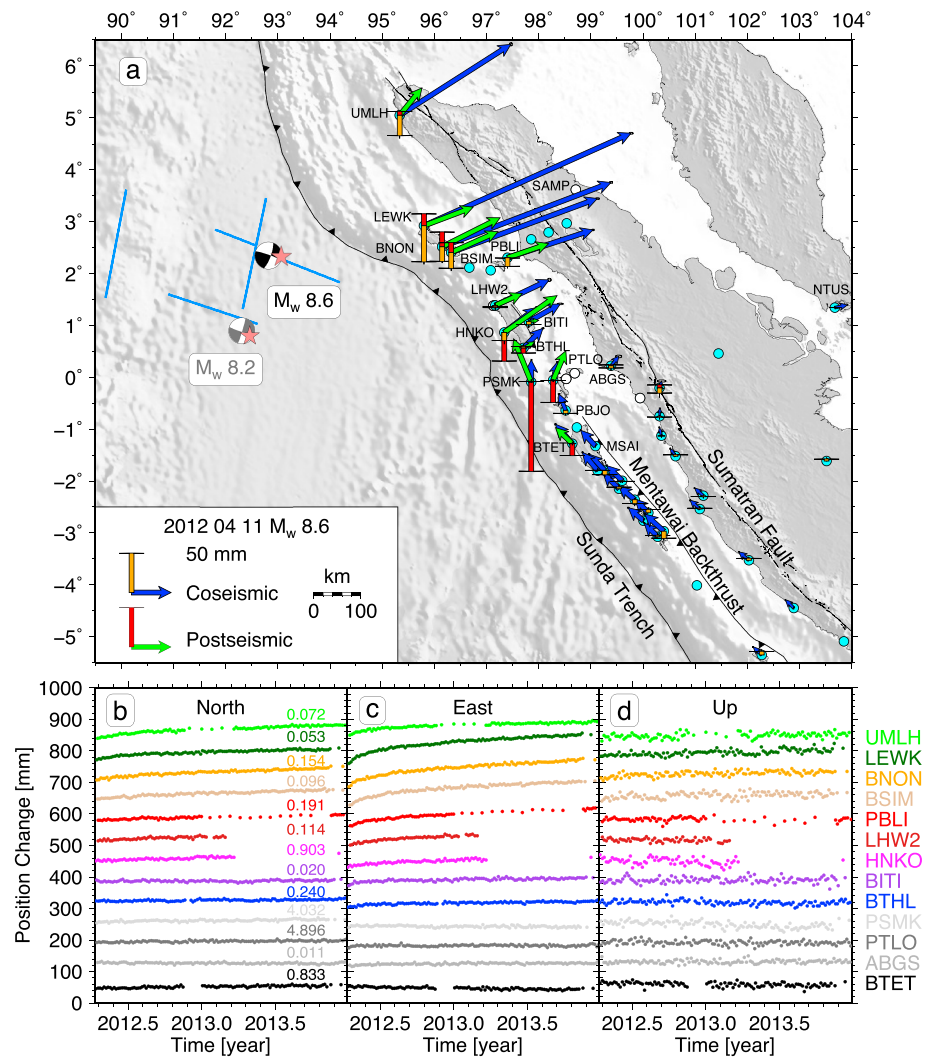 90° 91° 92° 93° 94° 95° 96° 97° 98° 99° 100° 101° 102° 103° 104°
6°
5°
4°
3°
2°
1°
0°
−1°
−2°
−3°
−4°
−5°
a
UMLH
SAMP
LEWK
BNON
PBLI
BSIM
LHW2
NTUS
BITI
HNKO
BTHL
PTLO
PSMK
ABGS
PBJO
BTET
MSAI
Mw 8.6
Mw 8.2
Sumatran Fault
Mentawai Backthrust
Sunda Trench
2012 04 11 Mw 8.6
50 mm
Coseismic
Postseismic
km
0 100
b North
c East
d Up
Position Change [mm]
1000
900
800
700
600
500
400
300
200
100
0
0.072
0.053
0.154
0.096
0.191
0.114
0.903
0.020
0.240
4.032
4.896
0.011
0.833
UMLH
LEWK
BNON
BSIM
PBLI
LHW2
HNKO
BITI
BTHL
PSMK
PTLO
ABGS
BTET
2012.5 2013.0 2013.5 2012.5 2013.0 2013.5 2012.5 2013.0 2013.5
Time [year] Time [year] Time [year]